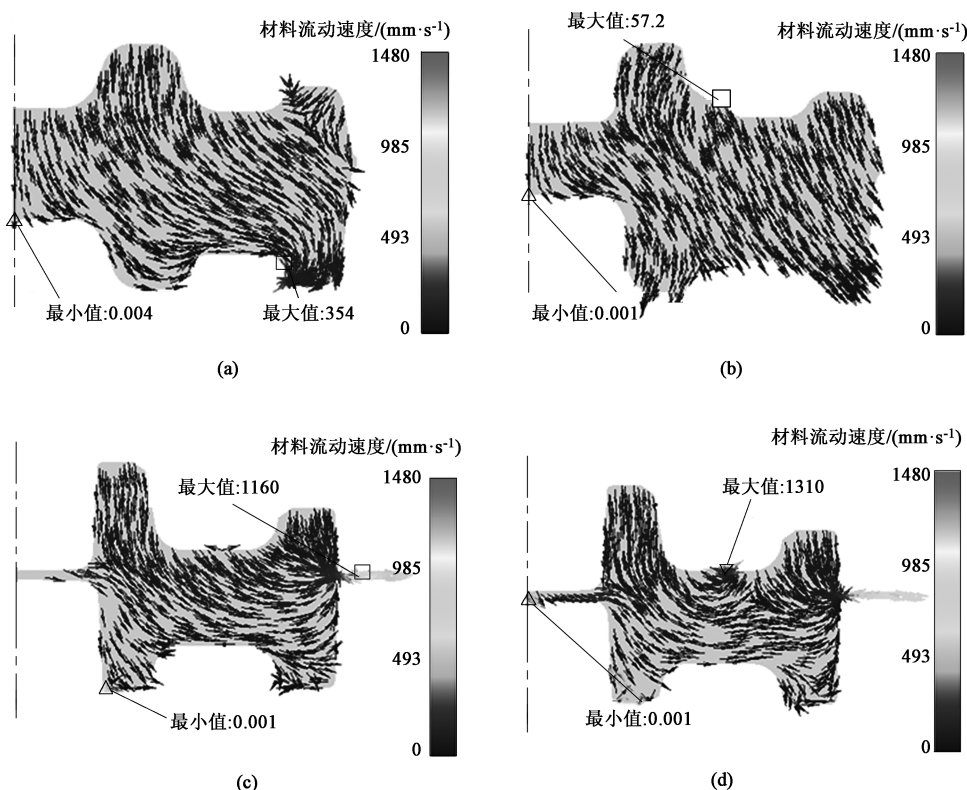 材料流动速度/(mm·s-1)
1480
985
493
0
最小值:0.004
最大值:354
(a)
最大值:57.2
材料流动速度/(mm·s-1)
1480
985
493
0
最小值:0.001
(b)
材料流动速度/(mm·s-1)
最大值:1160
1480
985
493
0
最小值:0.001
(c)
材料流动速度/(mm·s-1)
最大值:1310
1480
985
493
0
最小值:0.001
(d)